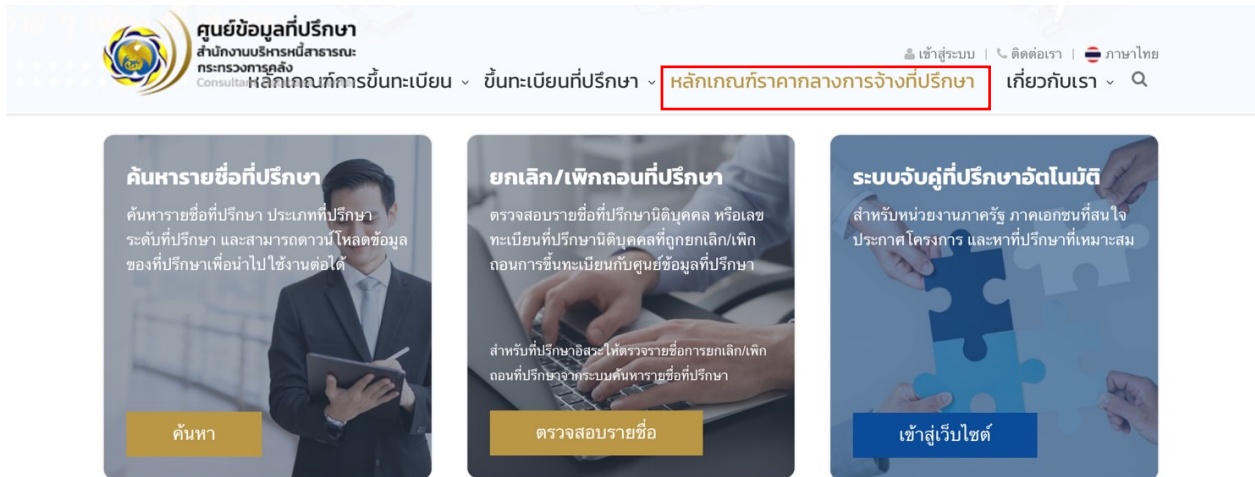 ศูนย์ข้อมูลที่ปรึกษา
สำนักงานบริหารหนี้สาธารณะ
กระทรวงการคลัง
เข้าสู่ระบบ | ติดต่อเรา | ภาษาไทย
หลักเกณฑ์การขึ้นทะเบียน ขึ้นทะเบียนที่ปรึกษา หลักเกณฑ์ราคากลางการจ้างที่ปรึกษา เกี่ยวกับเรา
ค้นหารายชื่อที่ปรึกษา
ค้นหารายชื่อที่ปรึกษา ประเภทที่ปรึกษา
ระดับที่ปรึกษา และสามารถดาวน์โหลดข้อมูล
ของที่ปรึกษาเพื่อนำไปใช้งานต่อได้
ค้นหา
ยกเลิก/เพิกถอนที่ปรึกษา
ตรวจสอบรายชื่อที่ปรึกษานิติบุคคล หรือเลข
ทะเบียนที่ปรึกษานิติบุคคลที่ถูกยกเลิก/เพิก
ถอนการขึ้นทะเบียนกับศูนย์ข้อมูลที่ปรึกษา
สำหรับที่ปรึกษาอิสระให้ตรวจรายชื่อการยกเลิก/เพิก
ถอนที่ปรึกษาจากระบบค้นหารายชื่อที่ปรึกษา
ตรวจสอบรายชื่อ
ระบบจับคู่ที่ปรึกษาอัตโนมัติ
สำหรับหน่วยงานภาครัฐ ภาคเอกชนที่สนใจ
ประกาศโครงการ และหาที่ปรึกษาที่เหมาะสม
เข้าสู่เว็บไซต์